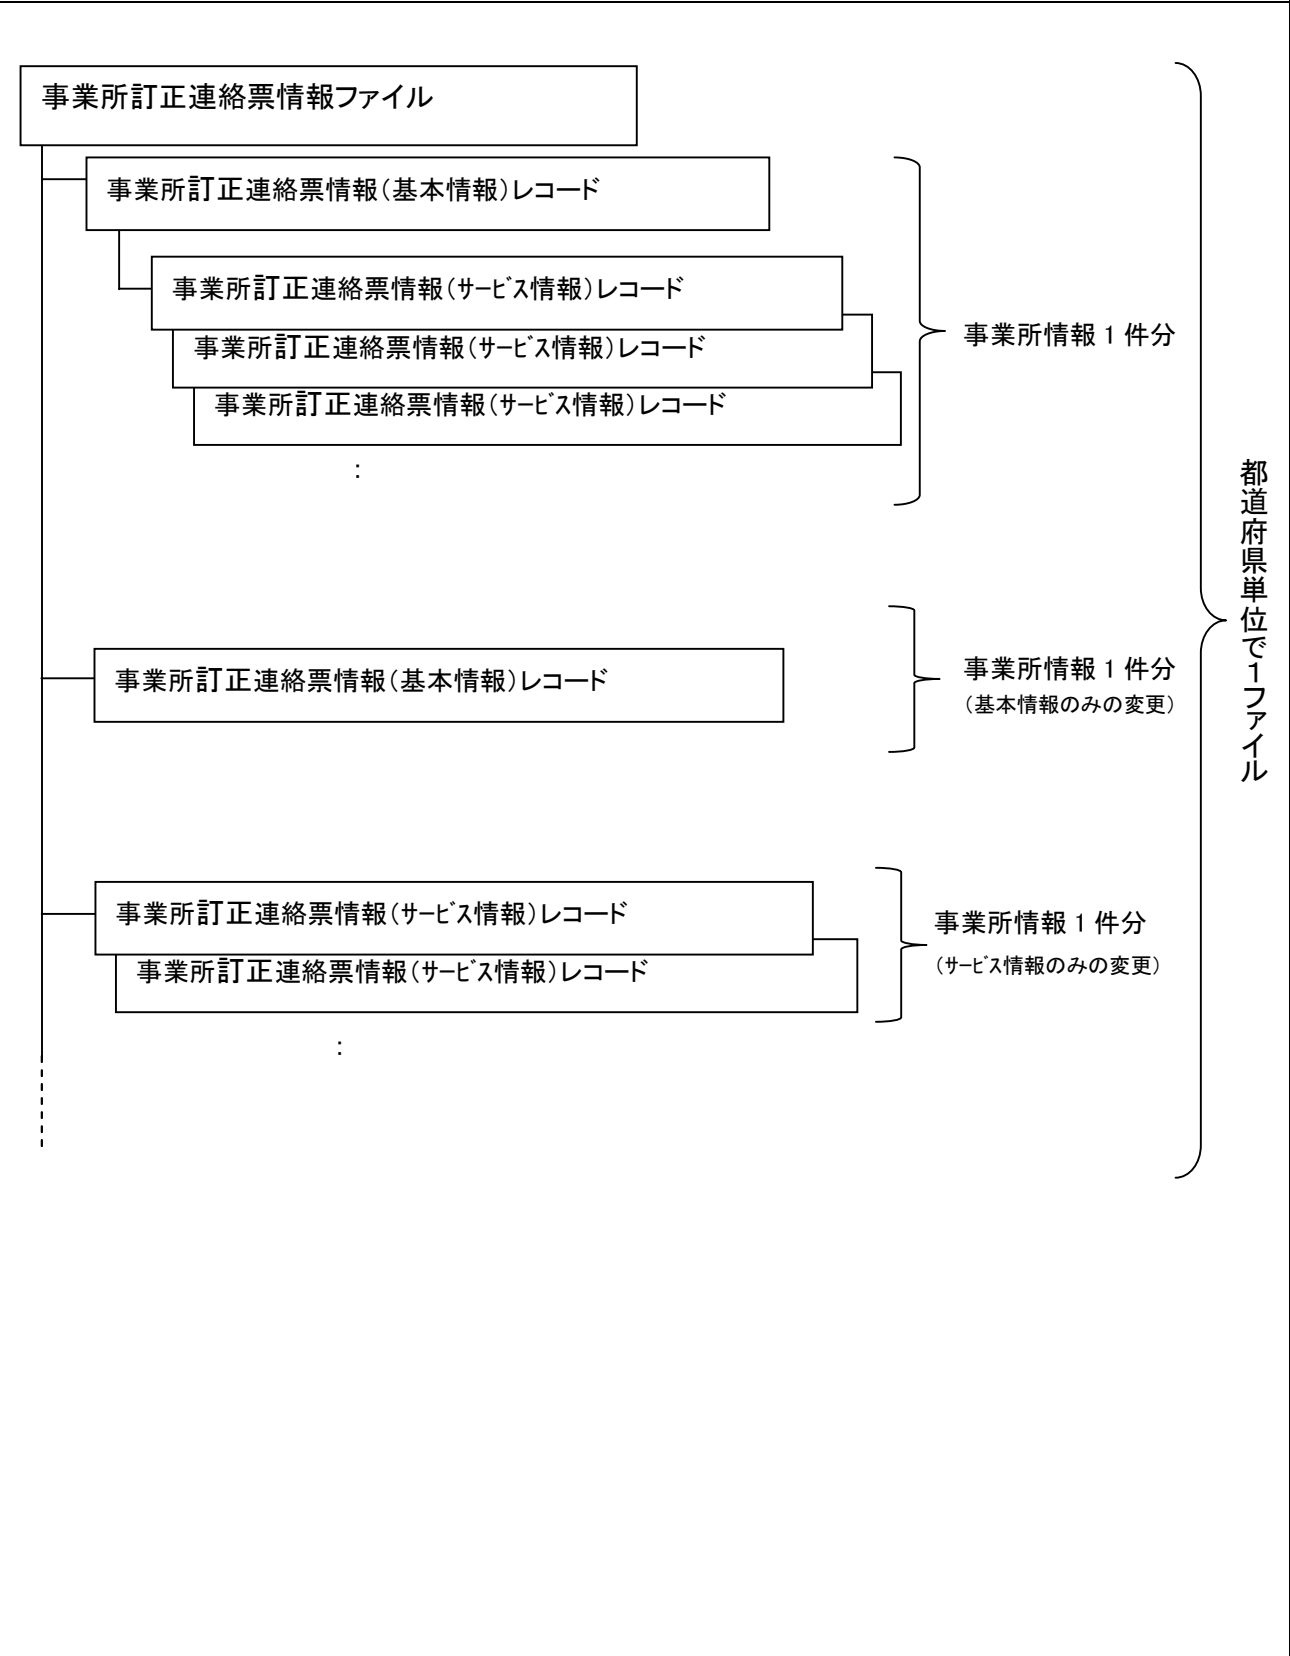 事業所訂正連絡票情報ファイル
事業所訂正連絡票情報（基本情報）レコード
事業所訂正連絡票情報（ｻｰﾋﾞｽ情報）レコード
事業所訂正連絡票情報（ｻｰﾋﾞｽ情報）レコード
事業所訂正連絡票情報（ｻｰﾋﾞｽ情報）レコード
：
事業所情報１件分
事業所訂正連絡票情報（基本情報）レコード
事業所情報１件分
（基本情報のみの変更）
事業所訂正連絡票情報（ｻｰﾋﾞｽ情報）レコード
事業所訂正連絡票情報（ｻｰﾋﾞｽ情報）レコード
：
事業所情報１件分
（ｻｰﾋﾞｽ情報のみの変更）
都道府県単位で１ファイル